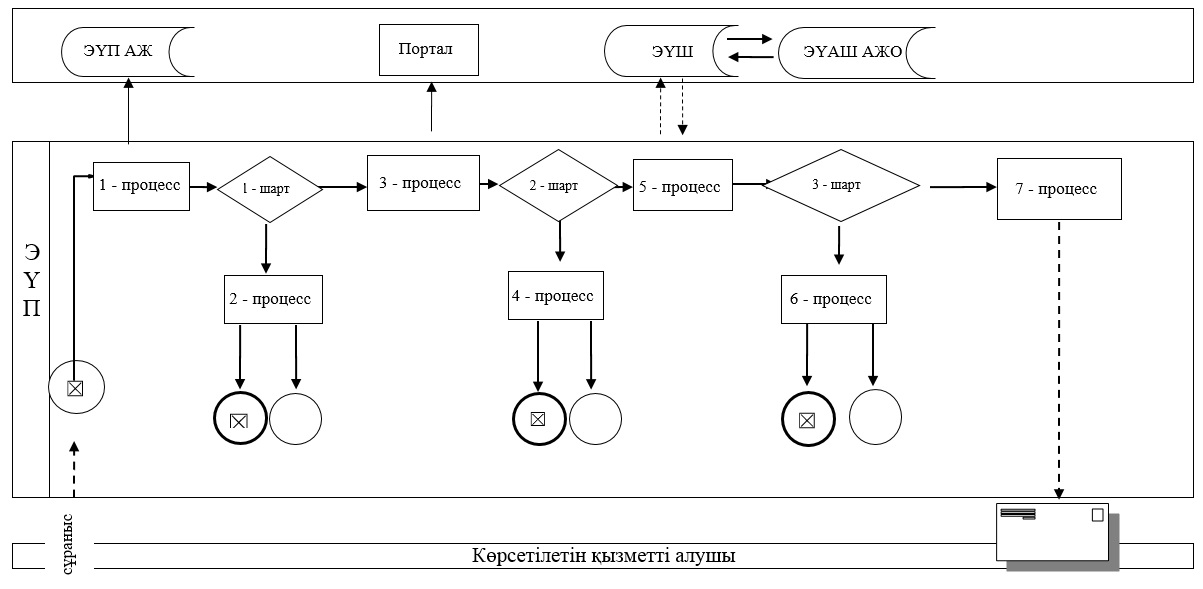 ЭҮП АЖ
Портал
ЭҮШ
ЭҮАШ АЖО
ЭҮП
1 - процесс
1 - шарт
3 - процесс
2 - шарт
5 - процесс
3 - шарт
7 - процесс
2 - процесс
4 - процесс
6 - процесс
сұраныс
Көрсетілетін қызметті алушы